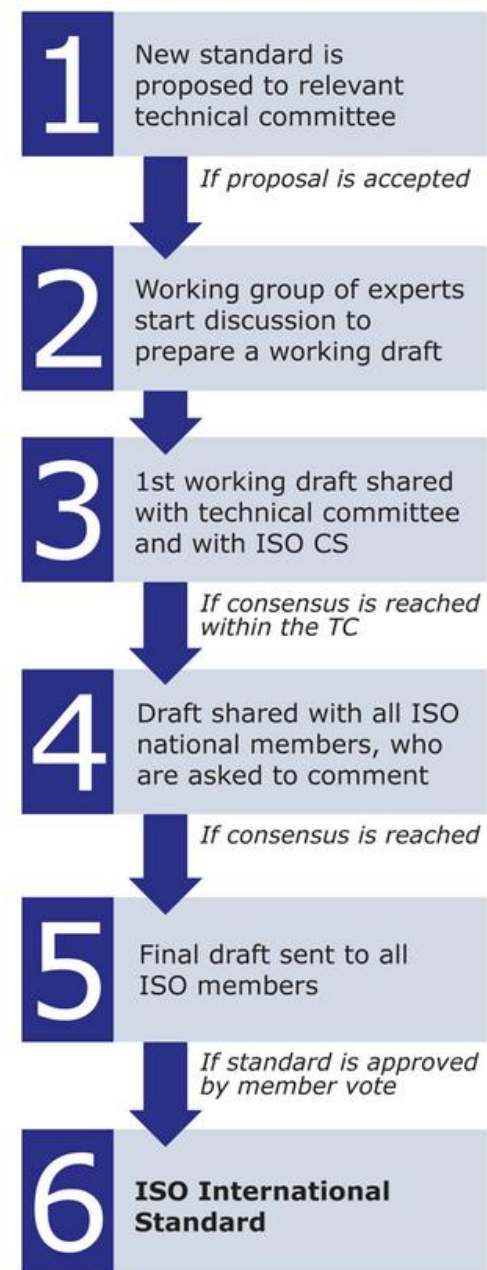 1
New standard is
proposed to relevant
technical committee
If proposal is accepted
2
Working group of experts
start discussion to
prepare a working draft
3
1st working draft shared
with technical committee
and with ISO CS
If consensus is reached
within the TC
4
Draft shared with all ISO
national members, who
are asked to comment
If consensus is reached
5
Final draft sent to all
ISO members
If standard is approved
by member vote
6
ISO International
Standard